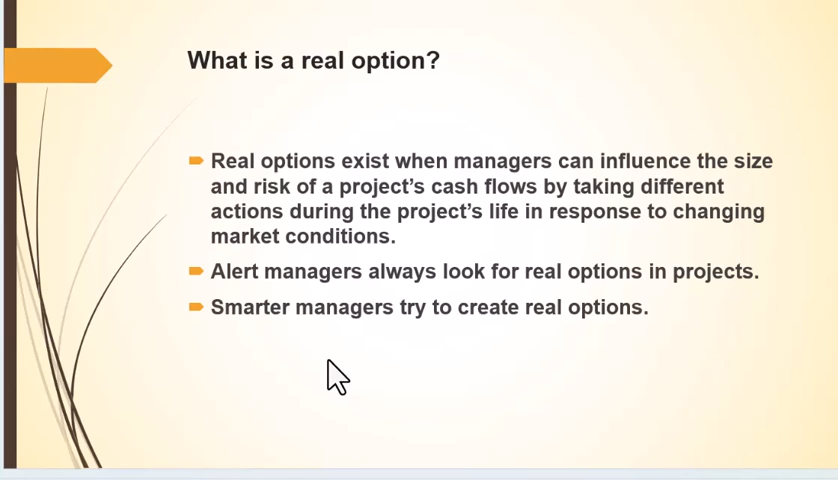 What is a real option?
Real options exist when managers can influence the size
and risk of a project's cash flows by taking different
actions during the project's life in response to changing
market conditions.
Alert managers always look for real options in projects.
Smarter managers try to create real options.